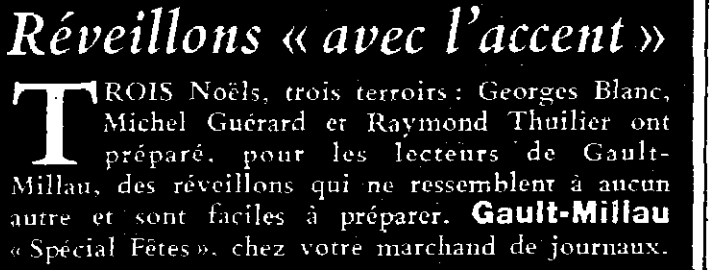 Réveillons « avec l'accent »
TROIS Noëls, trois terroirs : Georges Blanc,
Michel Guérard et Raymond Thuilier ont
préparé, pour les lecteurs de Gault-
Millau, des réveillons qui ne ressemblent à aucun
autre et sont faciles à préparer. Gault-Millau
« Spécial Fêtes », chez votre marchand de journaux.